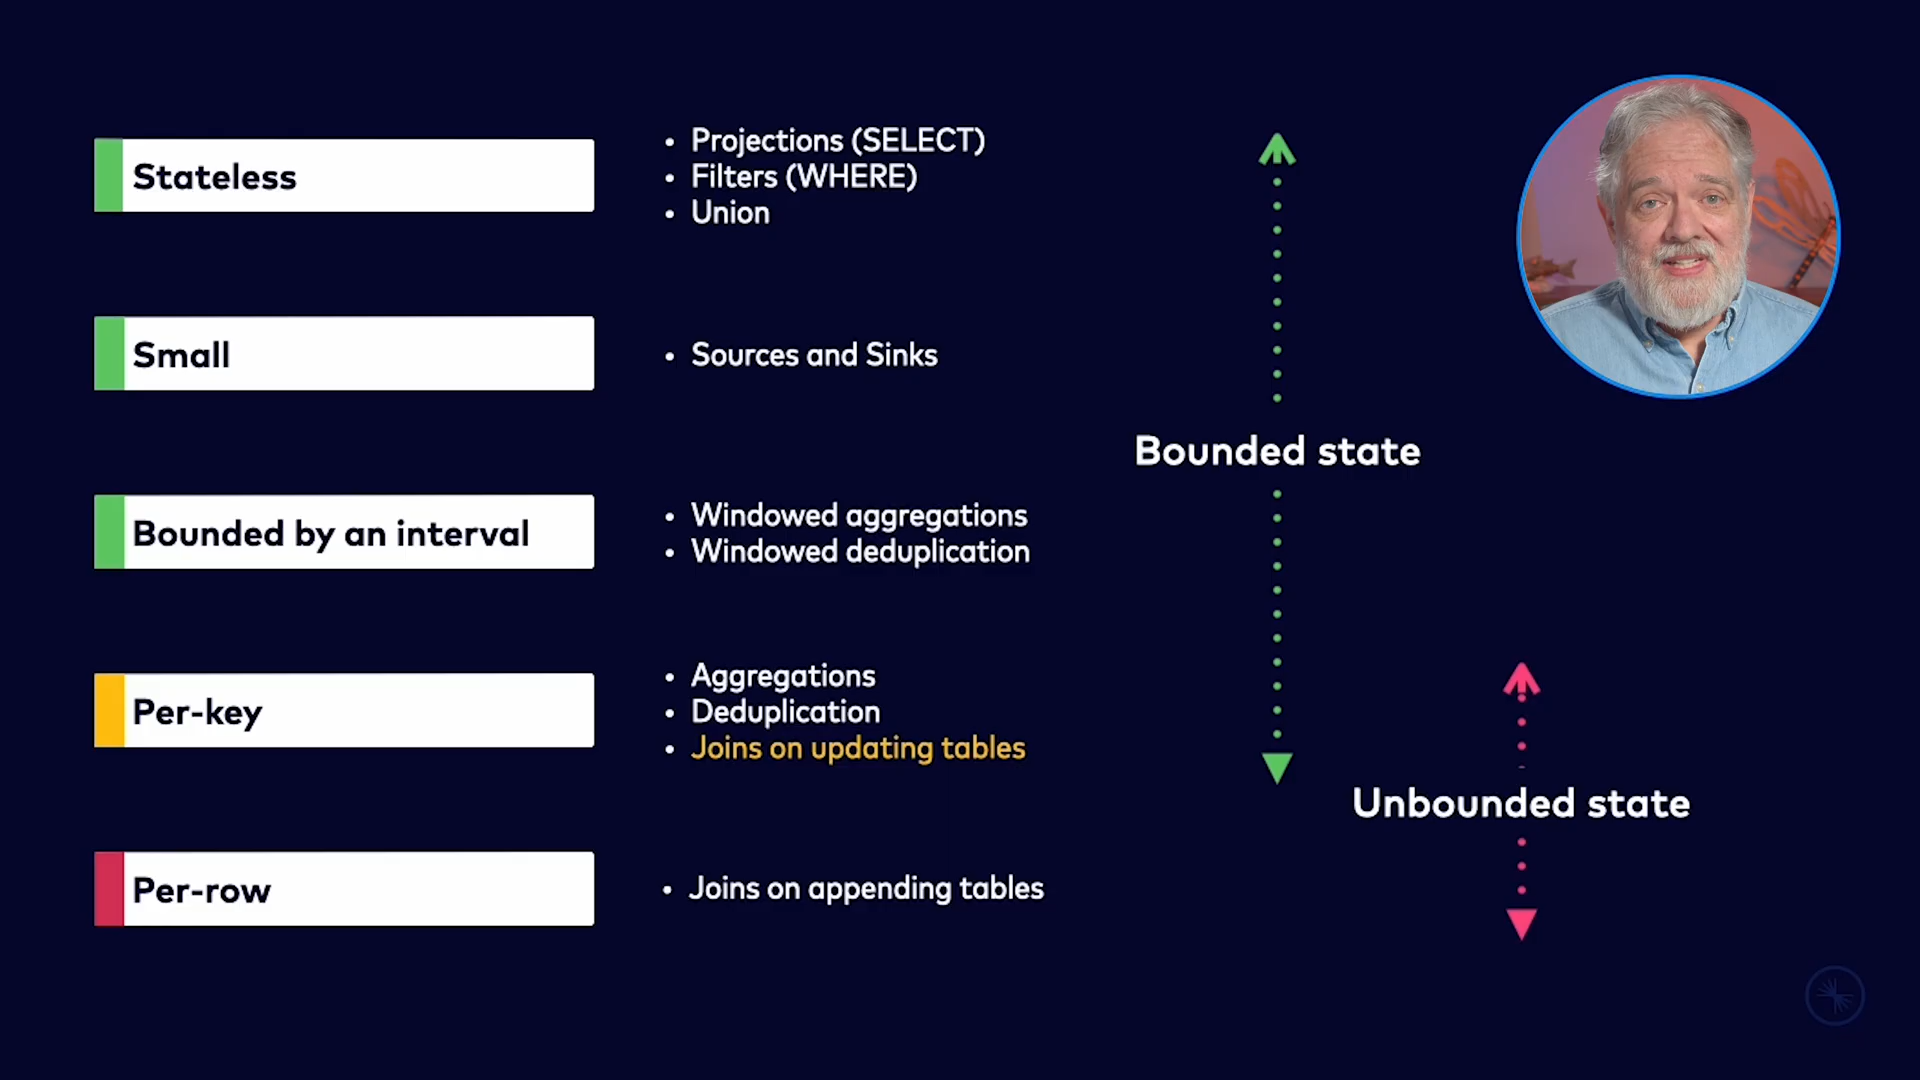 Stateless
• Projections (SELECT)
• Filters (WHERE)
• Union
Small
• Sources and Sinks
Bounded state
Bounded by an interval
• Windowed aggregations
• Windowed deduplication
Per-key
• Aggregations
• Deduplication
• Joins on updating tables
Unbounded state
Per-row
• Joins on appending tables